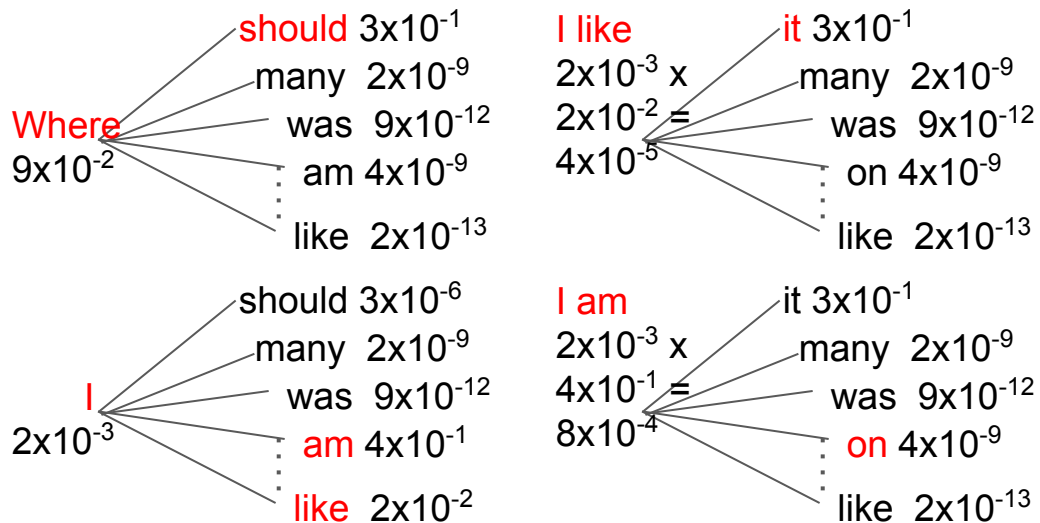 should 3x10⁻¹
many 2x10⁻⁹
Where
was 9x10⁻¹²
9x10⁻²
am 4x10⁻⁹
like 2x10⁻¹³
I like
it 3x10⁻¹
2x10⁻³ x
many 2x10⁻⁹
2x10⁻² =
was 9x10⁻¹²
4x10⁻⁵
on 4x10⁻⁹
like 2x10⁻¹³
should 3x10⁻⁶
many 2x10⁻⁹
I
was 9x10⁻¹²
2x10⁻³
am 4x10⁻¹
like 2x10⁻²
I am
it 3x10⁻¹
2x10⁻³ x
many 2x10⁻⁹
4x10⁻¹ =
was 9x10⁻¹²
8x10⁻⁴
on 4x10⁻⁹
like 2x10⁻¹³